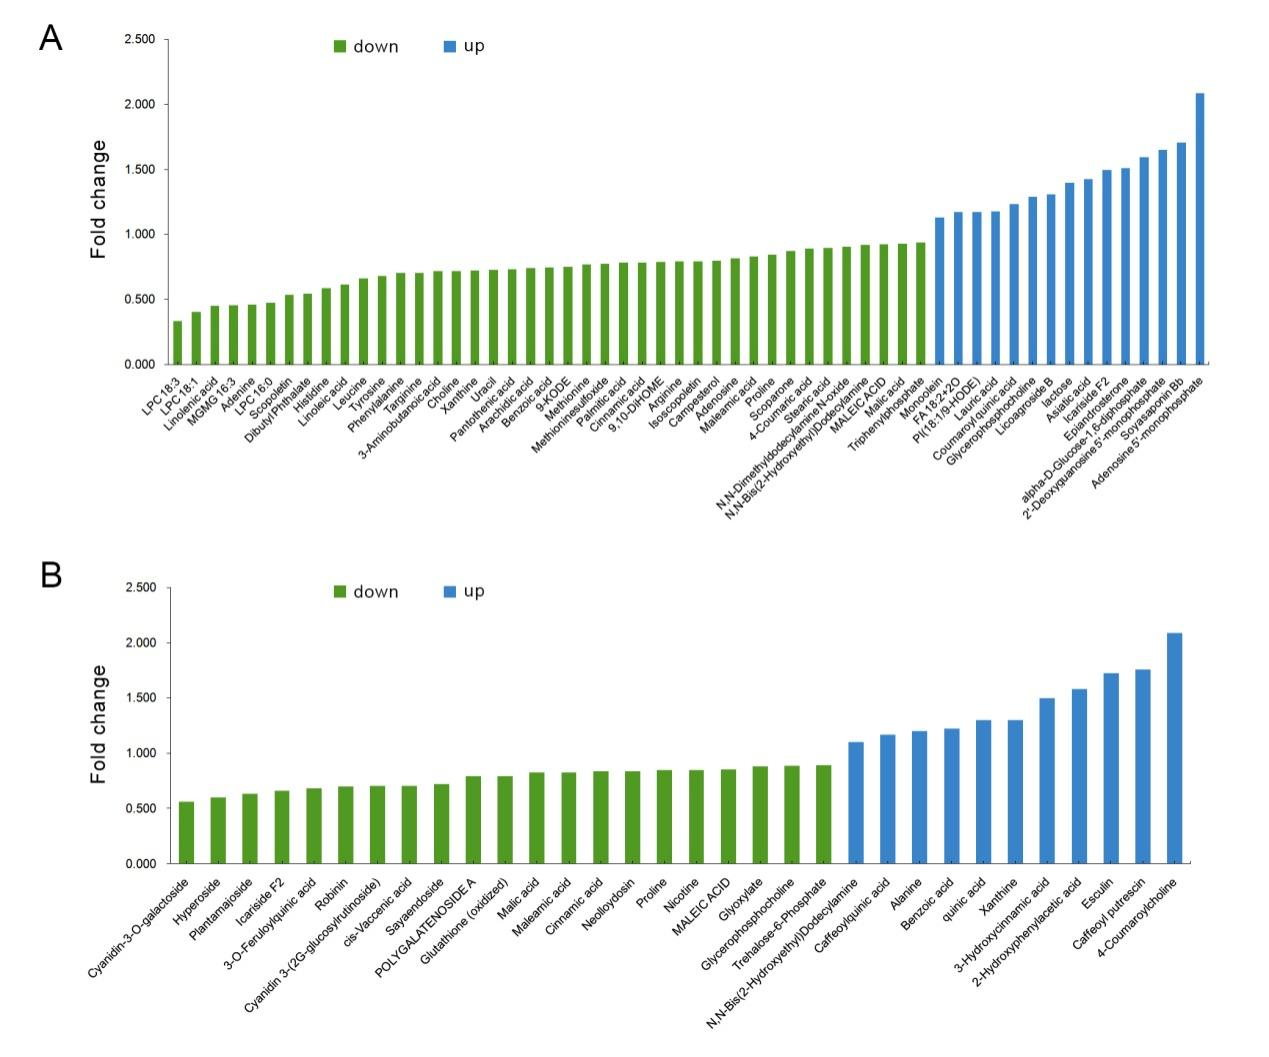 A
2.500
2.000
1.500
1.000
0.500
0.000
Fold change
down
up
LPC 18:3
LPC 18:1
Linolenic acid
MGMG 16:3
Adenine
LPC 16:0
Scopoletin
Dibutyl Phthalate
Histidine
Linoleic acid
Leucine
Tyrosine
Phenylalanine
Targinine
3-Aminobutanoic acid
Choline
Xanthine
Uracil
Pantothenic acid
Arachidic acid
Benzoic acid
9-KODE
Methionine
Methioninesulfoxide
Palmitic acid
Cinnamic acid
9,10-DiHOME
Arginine
Isoscopoletin
Campesterol
Adenosine
Maleamic acid
Proline
Scoparone
4-Coumaric acid
Stearic acid
N,N-Dimethyldodecylamine N-oxide
N,N-Bis(2-Hydroxyethyl)Dodecylamine
MALEIC ACID
Malic acid
Triphenylphosphate
Monoolein
FA 18:2+2O
PI(18:1/9-HODE)
Lauric acid
Coumaroyl quinic acid
Glycerophosphocholine
Licoagroside B
lactose
Asiatic acid
Icariside F2
Epiandrosterone
alpha-D-Glucose-1,6-diphosphate
2'-Deoxyguanosine 5'-monophosphate
Soyasaponin Bb
Adenosine 5'-monophosphate
B
2.500
2.000
1.500
1.000
0.500
0.000
Fold change
down
up
Cyanidin-3-O-galactoside
Hyperoside
Plantamaioside
Icariside F2
3-O-Feruloylquinic acid
Robinin
Cyanidin 3-(2G-glucosylrutinoside)
cis-Vaccenic acid
Sayaendoside
POLYGALATENOSIDE A
Glutathione (oxidized)
Malic acid
Maleamic acid
Cinnamic acid
Neolloydosin
Proline
Nicotine
MALEIC ACID
Glyoxylate
Glycerophosphocholine
Trehalose-6-Phosphate
N,N-Bis(2-Hydroxyethyl)Dodecylamine
Caffeoylquinic acid
Alanine
Benzoic acid
quinic acid
Xanthine
3-Hydroxycinnamic acid
2-Hydroxyphenylacetic acid
Esculin
Caffeoyl putrescin
4-Coumaroylcholine